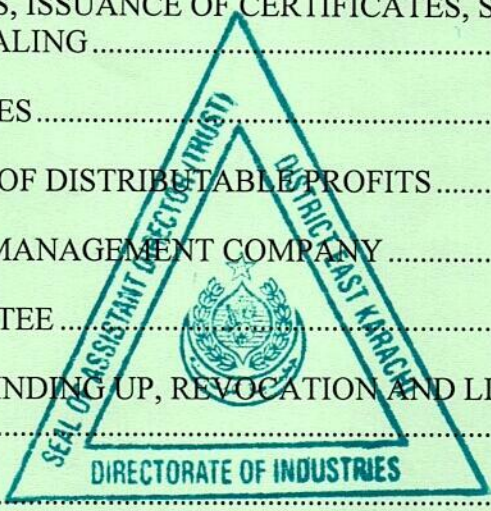 S, ISSUANCE OF CERTIFICATES, S
ALING
ES
OF DISTRIBUTABLE PROFITS
MANAGEMENT COMPANY
TEE
NDING UP, REVOCATION AND LI
SEAL OF ASSISTANT DIRECTOR (TRUST)
DISTRICT EAST KARACHI
DIRECTORATE OF INDUSTRIES